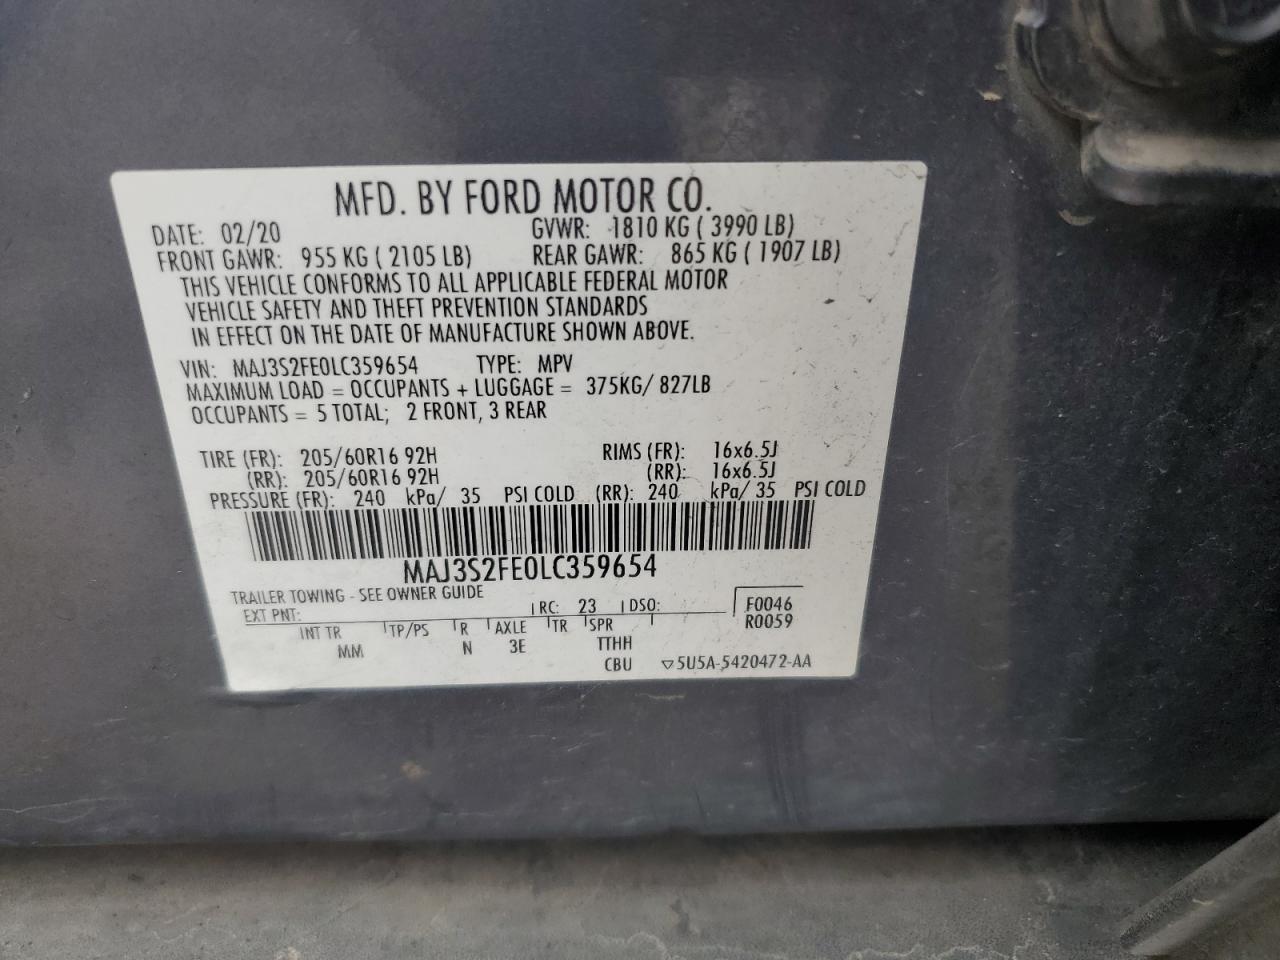 MFD. BY FORD MOTOR CO.
DATE: 02/20 GVWR: 1810 KG ( 3990 LB)
FRONT GAWR: 955 KG ( 2105 LB) REAR GAWR: 865 KG ( 1907 LB)
THIS VEHICLE CONFORMS TO ALL APPLICABLE FEDERAL MOTOR
VEHICLE SAFETY AND THEFT PREVENTION STANDARDS
IN EFFECT ON THE DATE OF MANUFACTURE SHOWN ABOVE.
VIN: MAJ3S2FE0LC359654 TYPE: MPV
MAXIMUM LOAD = OCCUPANTS + LUGGAGE = 375KG/ 827LB
OCCUPANTS = 5 TOTAL; 2 FRONT, 3 REAR
TIRE (FR): 205/60R16 92H RIMS (FR): 16x6.5J
(RR): 205/60R16 92H (RR): 16x6.5J
PRESSURE (FR): 240 kPa/ 35 PSI COLD (RR): 240 kPa/ 35 PSI COLD
MAJ3S2FE0LC359654
TRAILER TOWING - SEE OWNER GUIDE
EXT PNT: RC: 23 DSO: F0046
R0059
INT TR TP/PS R AXLE TR SPR
MM N 3E TTHH
CBU ▽5U5A-5420472-AA